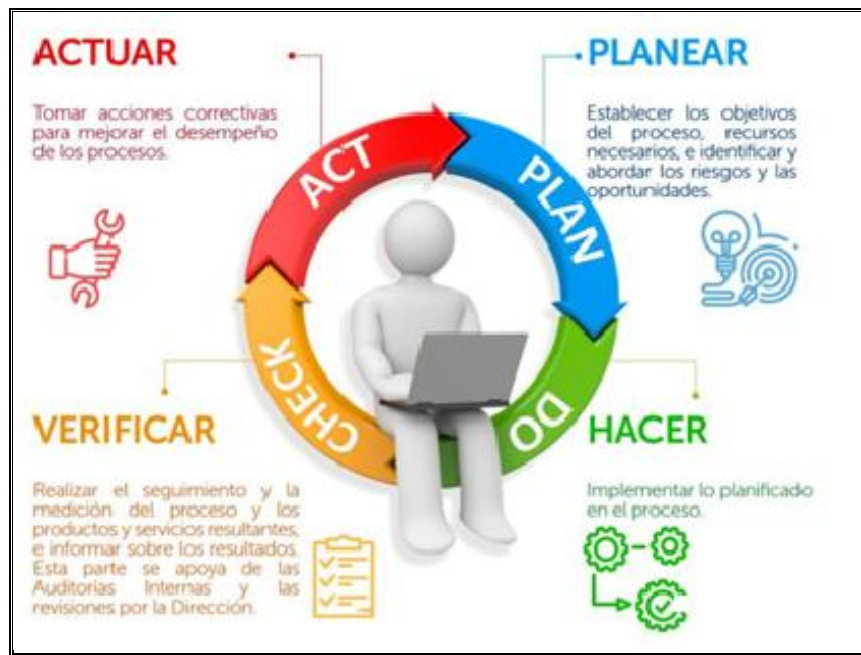 ACTUAR
Tomar acciones correctivas
para mejorar el desempeño
de los procesos.
PLANEAR
Establecer los objetivos
del proceso, recursos
necesarios, e identificar y
abordar los riesgos y las
oportunidades.
ACT
PLAN
CHECK
DO
VERIFICAR
Realizar el seguimiento y la
medición del proceso y los
productos y servicios resultantes,
e informar sobre los resultados.
Esta parte se apoya de las
Auditorias Internas y las
revisiones por la Dirección.
HACER
Implementar lo planificado
en el proceso.